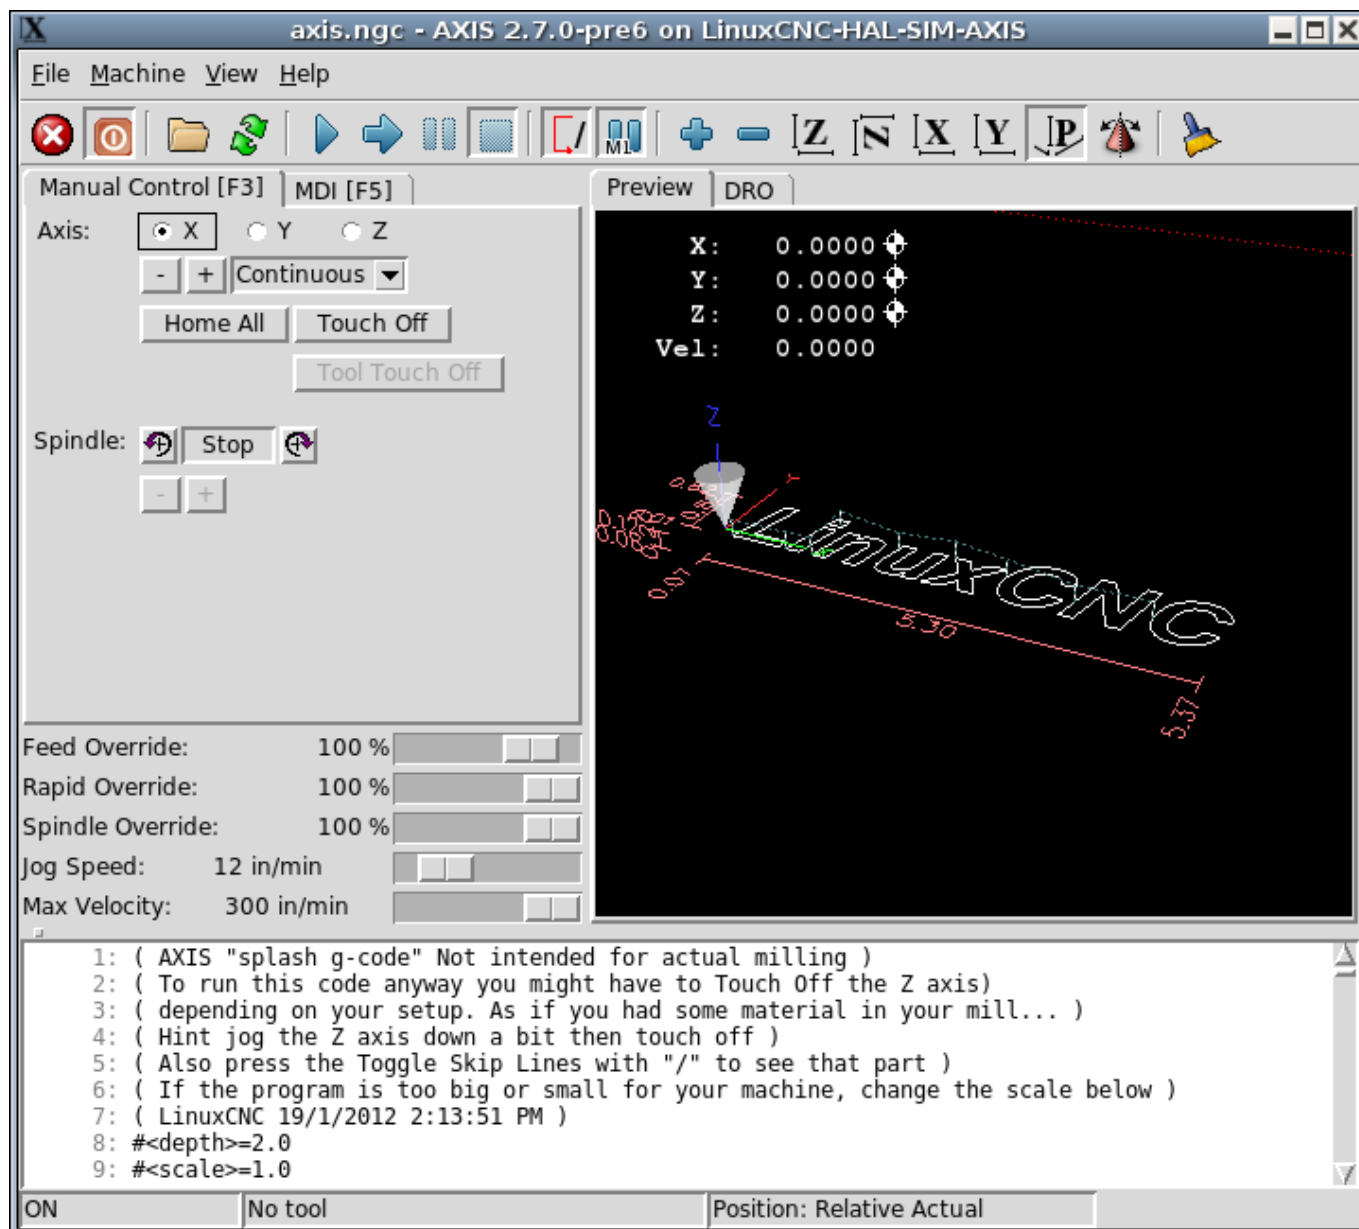 axis.ngc - AXIS 2.7.0-pre6 on LinuxCNC-HAL-SIM-AXIS
File Machine View Help
M1 Z N X Y P
Manual Control [F3] MDI [F5]
Preview DRO
Axis: X Y Z
- + Continuous
Home All Touch Off
Tool Touch Off
Spindle: Stop
- +
X: 0.0000
Y: 0.0000
Z: 0.0000
Vel: 0.0000
Z
Y
LinuxCNC
0.07
5.30
5.37
Feed Override: 100 %
Rapid Override: 100 %
Spindle Override: 100 %
Jog Speed: 12 in/min
Max Velocity: 300 in/min
1: ( AXIS "splash g-code" Not intended for actual milling )
2: ( To run this code anyway you might have to Touch Off the Z axis)
3: ( depending on your setup. As if you had some material in your mill... )
4: ( Hint jog the Z axis down a bit then touch off )
5: ( Also press the Toggle Skip Lines with "/" to see that part )
6: ( If the program is too big or small for your machine, change the scale below )
7: ( LinuxCNC 19/1/2012 2:13:51 PM )
8: #<depth>=2.0
9: #<scale>=1.0
ON No tool Position: Relative Actual